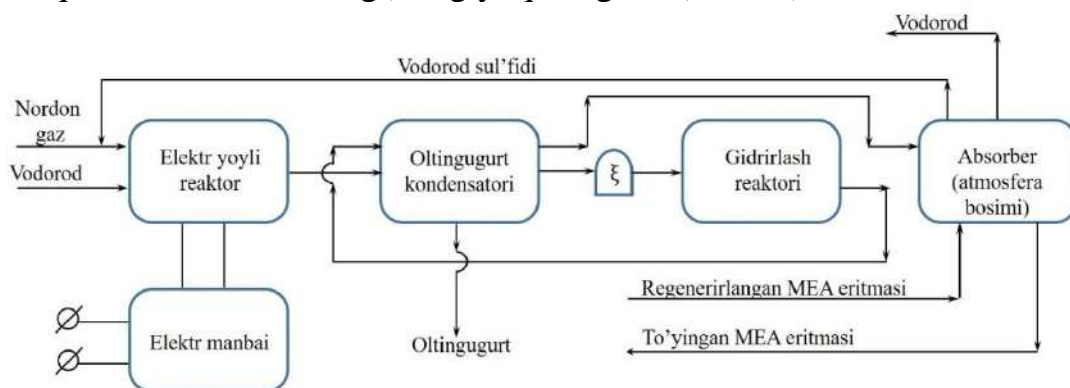 Vodorod
Vodorod sul’fidi
Nordon
gaz
Vodorod
Elektr yoyli
reaktor
Oltingugurt
kondensatori
ξ
Gidrirlash
reaktori
Absorber
(atmosfera
bosimi)
Regenerirlangan MEA eritmasi
Elektr manbai
Oltingugurt
To’yingan MEA eritmasi